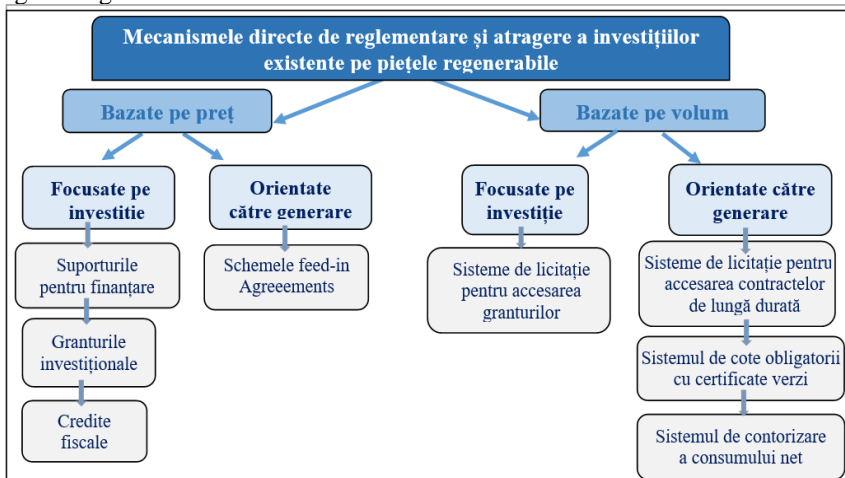 Mecanismele directe de reglementare și atragere a investițiilor
existente pe piețele regenerabile
Bazate pe preț
Bazate pe volum
Focusate pe
investitie
Orientate
către generare
Focusate pe
investiție
Orientate către
generare
Suporturile
pentru finanțare
Schemele feed-in
Agreeements
Sisteme de licitație
pentru accesarea
granturilor
Sisteme de licitație pentru
accesarea contractelor
de lungă durată
Granturile
investiționale
Sistemul de cote obligatorii
cu certificate verzi
Credite
fiscale
Sistemul de contorizare
a consumului net